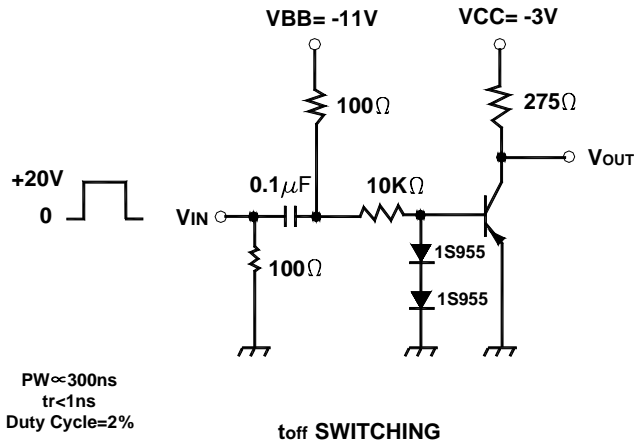 VBB= -11V
VCC= -3V
100Ω
275Ω
VOUT
+20V
0
0.1μF
10KΩ
VIN
100Ω
1S955
1S955
PW∝300ns
tr<1ns
Duty Cycle=2%
toff SWITCHING